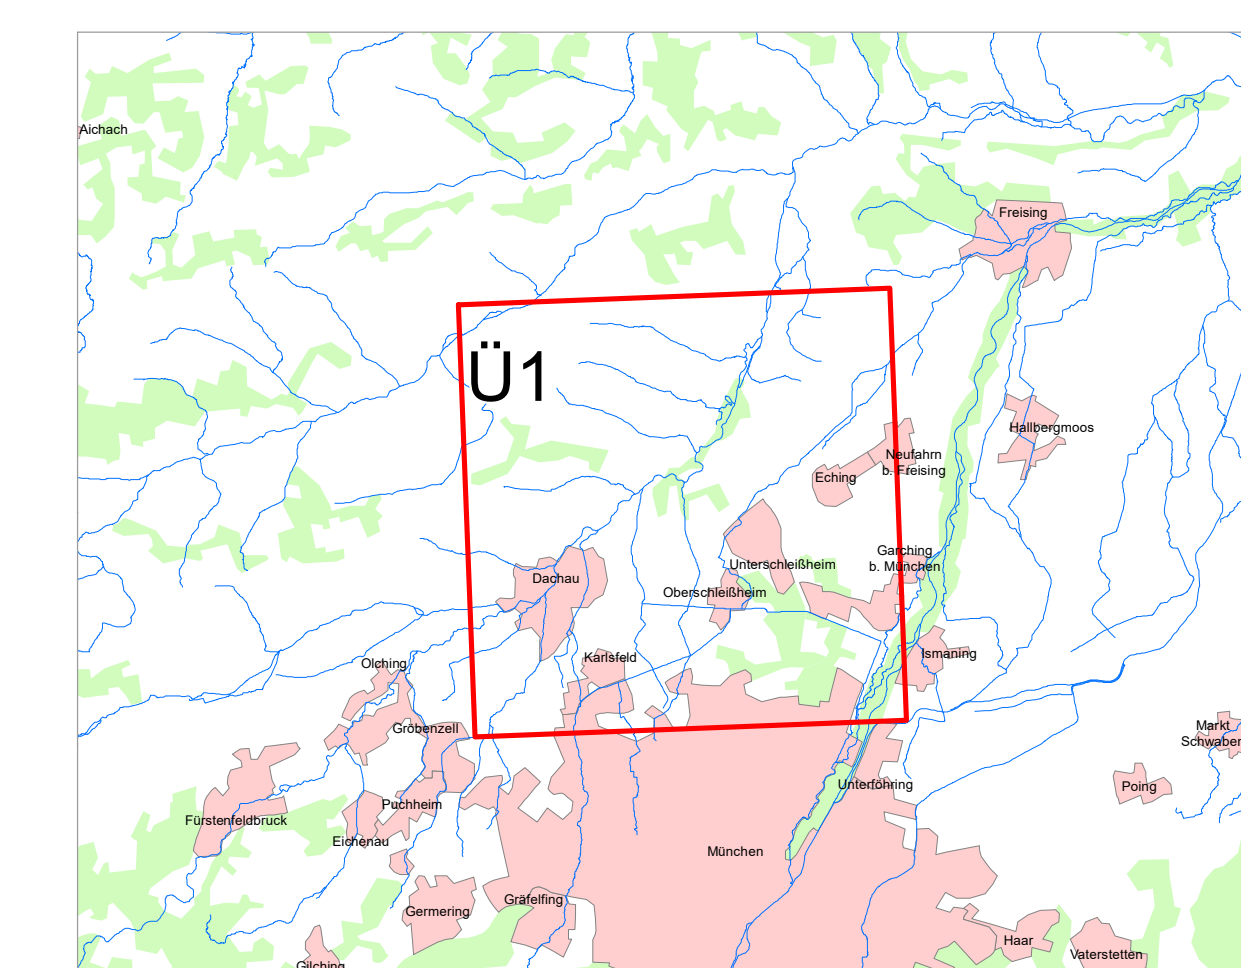 Aichach
Freising
Ü1
Hallbergmoos
Neufahrn
b. Freising
Eching
Garching
b. München
Unterschleißheim
Dachau
Oberschleißheim
Karlsfeld
Ismaning
Olching
Gröbenzell
Markt
Schwaben
Unterföhring
Poing
Puchheim
Fürstenfeldbruck
Eichenau
München
Gräfelfing
Germering
Haar
Vaterstetten
Gilching